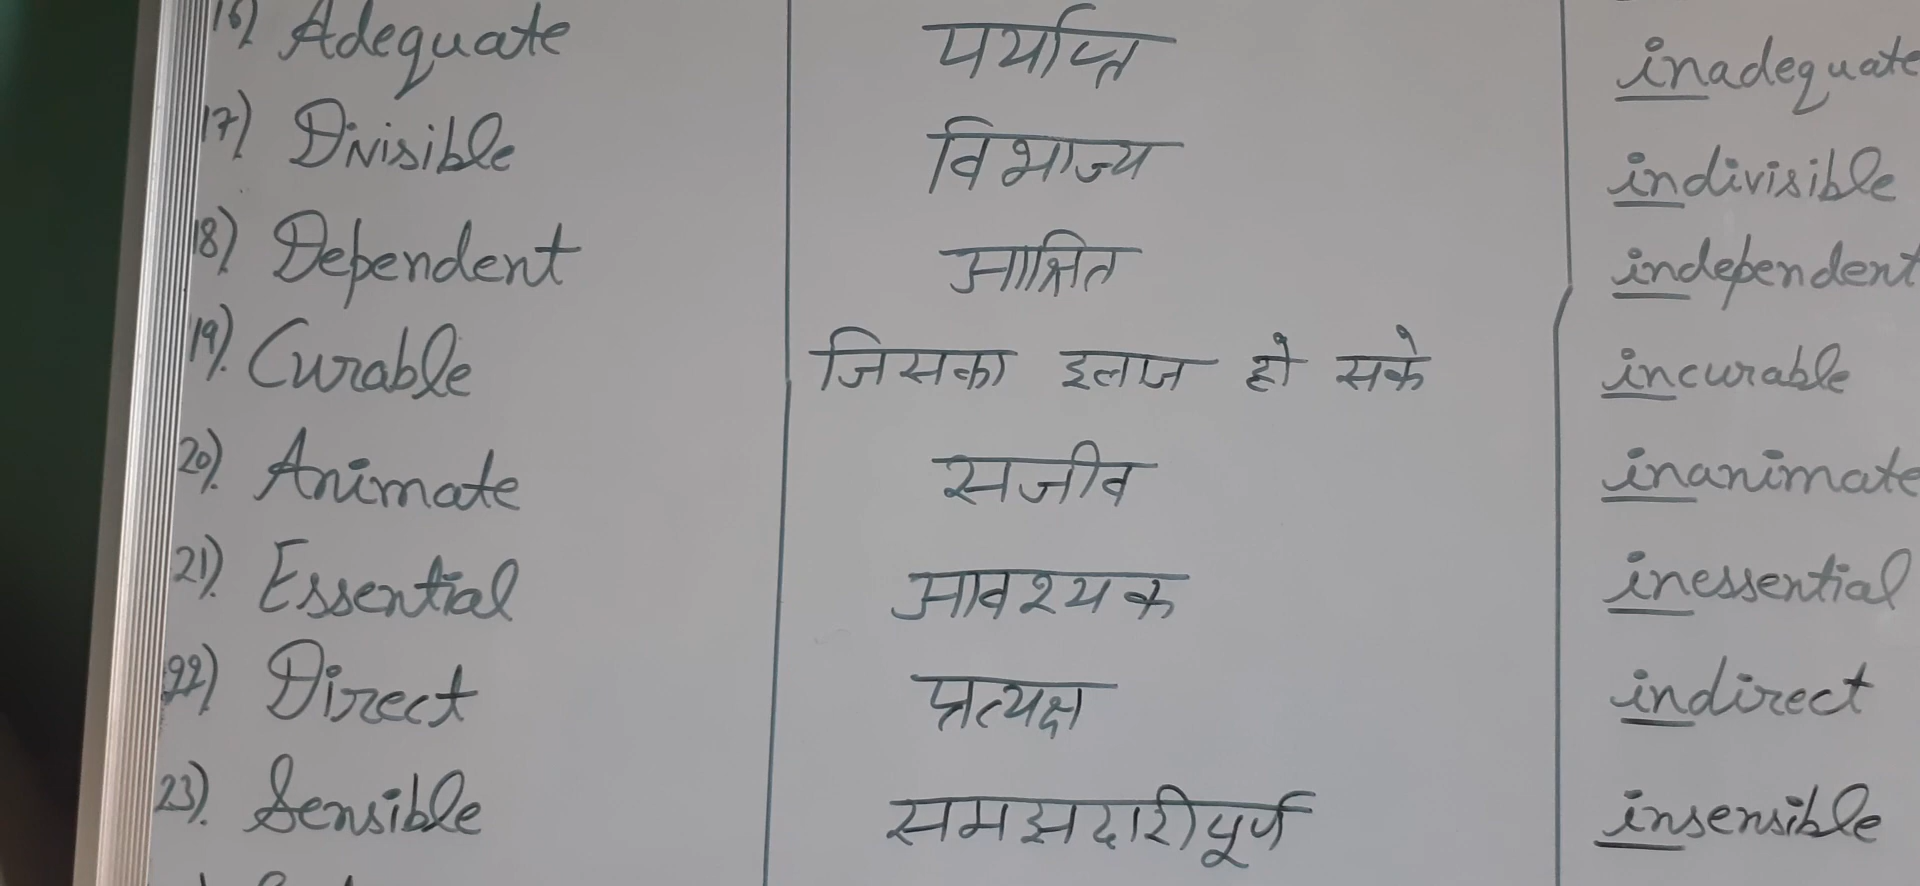 16) Adequate पर्याप्त inadequate
17) Divisible विभाज्य indivisible
18) Dependent आश्रित independent
19). Curable जिसका इलाज हो सके incurable
20). Animate सजीव inanimate
21). Essential आवश्यक inessential
22) Direct प्रत्यक्ष indirect
23). Sensible समझदारीपूर्ण insensible